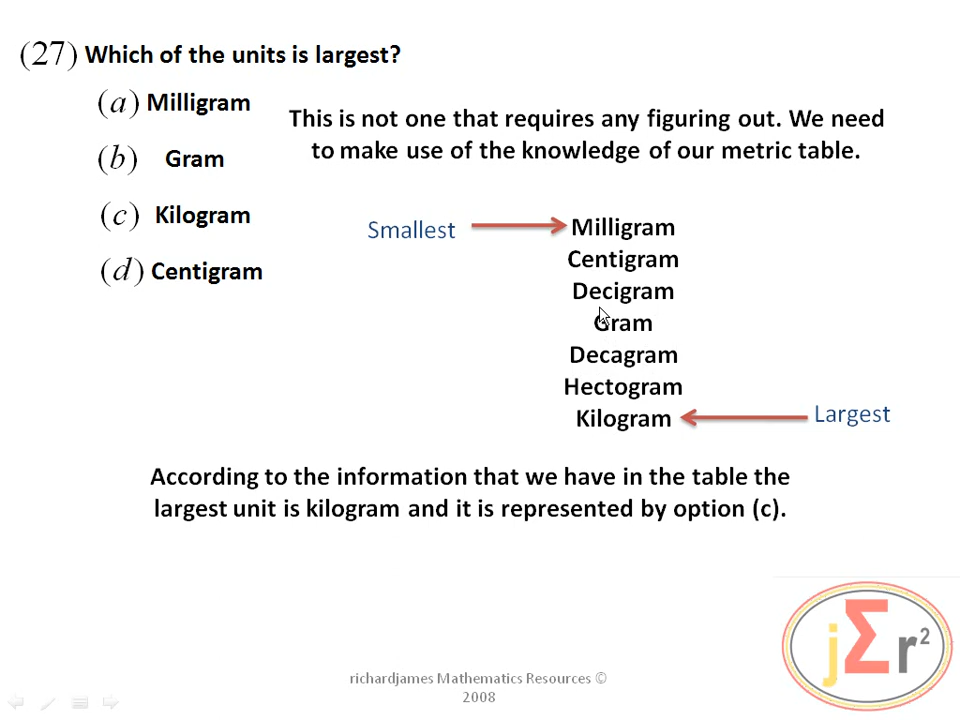 (27) Which of the units is largest?
(a) Milligram
(b) Gram
(c) Kilogram
(d) Centigram
This is not one that requires any figuring out. We need
to make use of the knowledge of our metric table.
Smallest
Milligram
Centigram
Decigram
Gram
Decagram
Hectogram
Kilogram
Largest
According to the information that we have in the table the
largest unit is kilogram and it is represented by option (c).
jΣr²
richardjames Mathematics Resources ©
2008